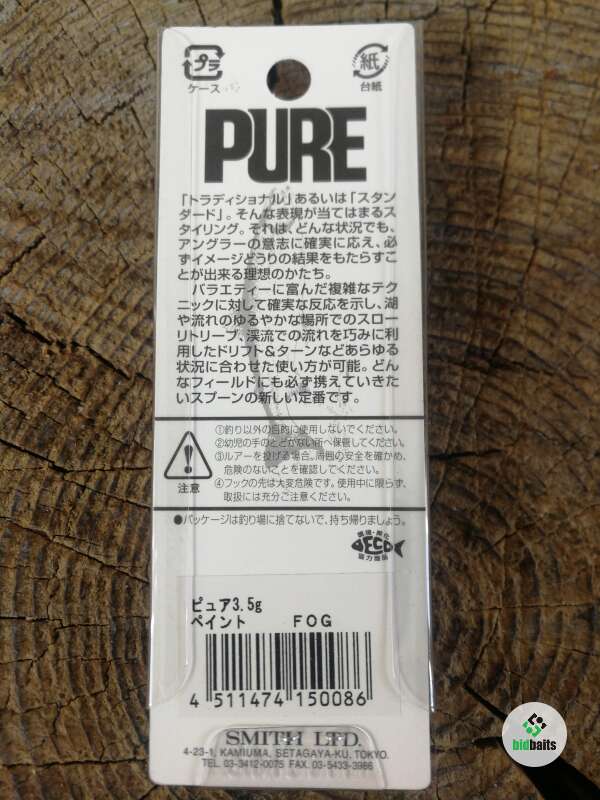 プラ
紙
ケース
台紙
PURE
「トラディショナル」あるいは「スタン
ダード」。そんな表現が当てはまるス
タイリング。それは、どんな状況でも、
アングラーの意志に確実に応え、必
ずイメージどうりの結果をもたらすこ
とが出来る理想のかたち。
バラエティーに富んだ複雑なテク
ニックに対して確実な反応を示し、湖
や流れのゆるやかな場所でのスロー
リトリーブ、渓流での流れを巧みに利
用したドリフト&ターンなどあらゆる
状況に合わせた使い方が可能。どん
なフィールドにも必ず携えていきた
いスプーンの新しい定番です。
注意
①釣り以外の目的に使用しないでください。
②幼児の手のとどかない所へ保管してください。
③ルアーを投げる場合。周囲の安全を確かめ、
危険のないことを確認してください。
④フックの先は大変危険です。使用中に限らず、
取扱には充分ご注意ください。
●パッケージは釣り場に捨てないで、持ち帰りましょう。
環境・美化
ECO
協力商品
ピュア3.5g
ペイント FOG
4 511474 150086
SMITH LTD.
4-23-1, KAMIUMA, SETAGAYA-KU, TOKYO.
TEL. 03-3412-0075 FAX. 03-5433-3986
bidbaits